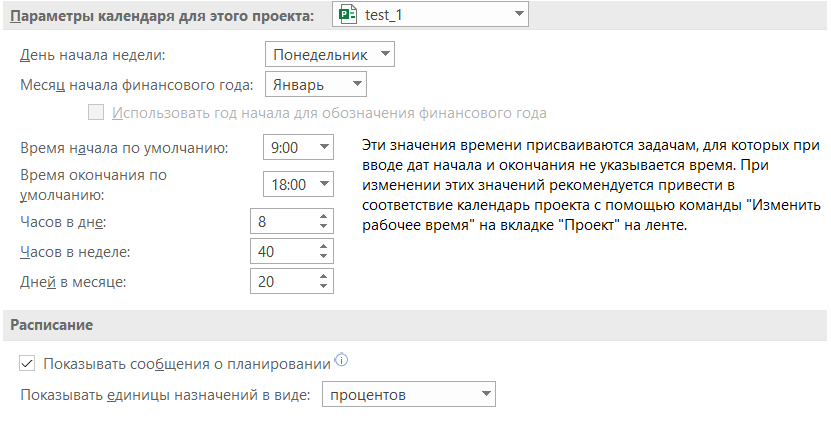 Параметры календаря для этого проекта: test_1
День начала недели: Понедельник
Месяц начала финансового года: Январь
Использовать год начала для обозначения финансового года
Время начала по умолчанию: 9:00
Время окончания по
умолчанию: 18:00
Эти значения времени присваиваются задачам, для которых при
вводе дат начала и окончания не указывается время. При
изменении этих значений рекомендуется привести в
соответствие календарь проекта с помощью команды "Изменить
рабочее время" на вкладке "Проект" на ленте.
Часов в дне: 8
Часов в неделе: 40
Дней в месяце: 20
Расписание
Показывать сообщения о планировании
Показывать единицы назначений в виде: процентов